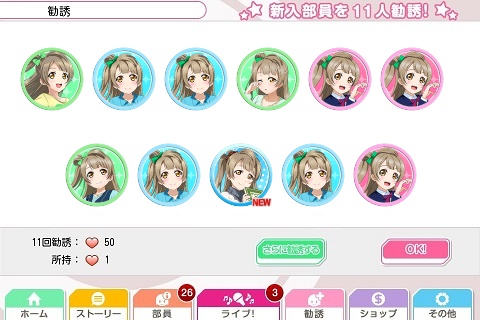 勧誘
新入部員を11人勧誘!
NEW
11回勧誘: 50
所持: 1
さらに勧誘する
OK!
26
3
ホーム
ストーリー
部員
ライブ!
勧誘
ショップ
その他